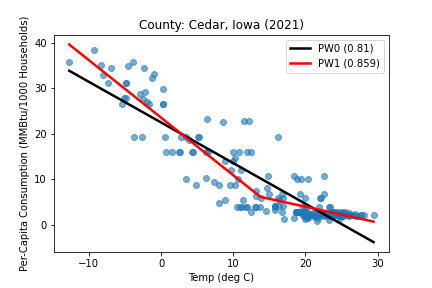 County: Cedar, Iowa (2021)
PW0 (0.81)
PW1 (0.859)
Per-Capita Consumption (MMBtu/1000 Households)
40
30
20
10
0
−10
0
10
20
30
Temp (deg C)